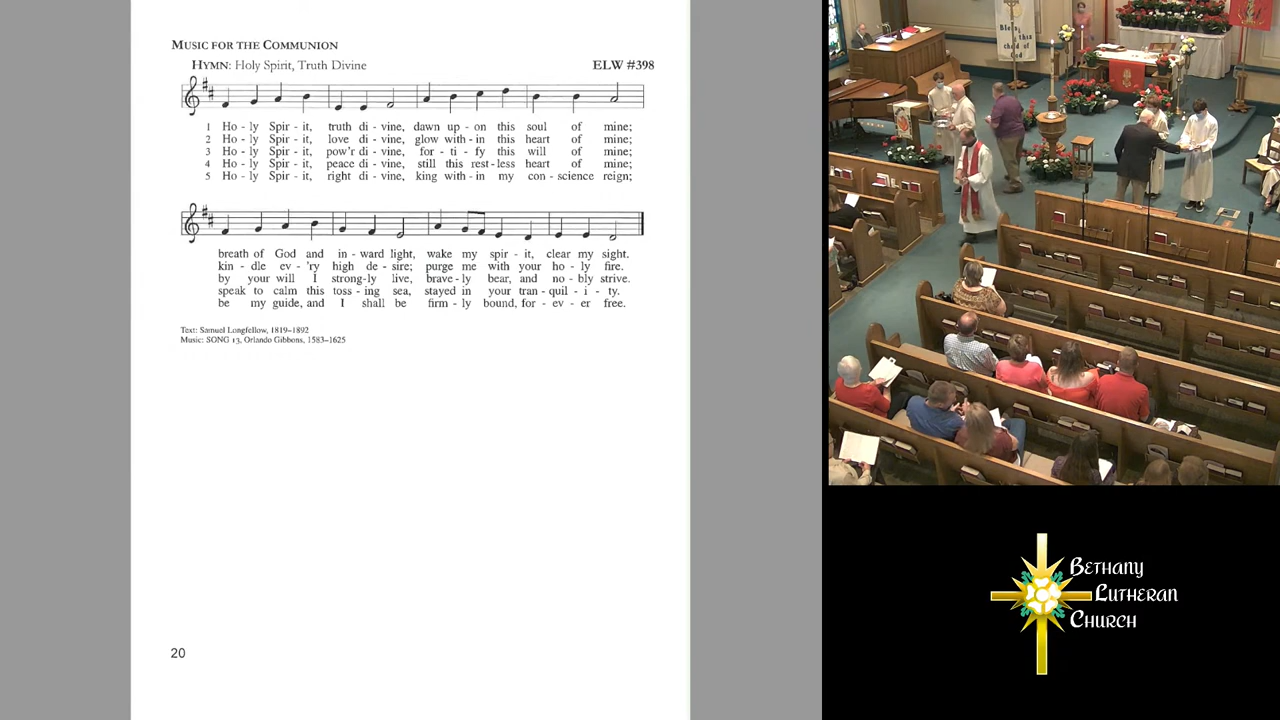 MUSIC FOR THE COMMUNION
HYMN: Holy Spirit, Truth Divine ELW #398
1 Ho - ly Spir - it, truth di - vine, dawn up - on this soul of mine;
2 Ho - ly Spir - it, love di - vine, glow with - in this heart of mine;
3 Ho - ly Spir - it, pow'r di - vine, for - ti - fy this will of mine;
4 Ho - ly Spir - it, peace di - vine, still this rest - less heart of mine;
5 Ho - ly Spir - it, right di - vine, king with - in my con - science reign;
breath of God and in - ward light, wake my spir - it, clear my sight.
kin - dle ev - 'ry high de - sire; purge me with your ho - ly fire.
by your will I strong - ly live, brave - ly bear, and no - bly strive.
speak to calm this toss - ing sea, stayed in your tran - quil - i - ty.
be my guide, and I shall be firm - ly bound, for - ev - er free.
Text: Samuel Longfellow, 1819–1892
Music: SONG 13, Orlando Gibbons, 1583–1625
20
Bless
this
child of
God
BETHANY
LUTHERAN
CHURCH